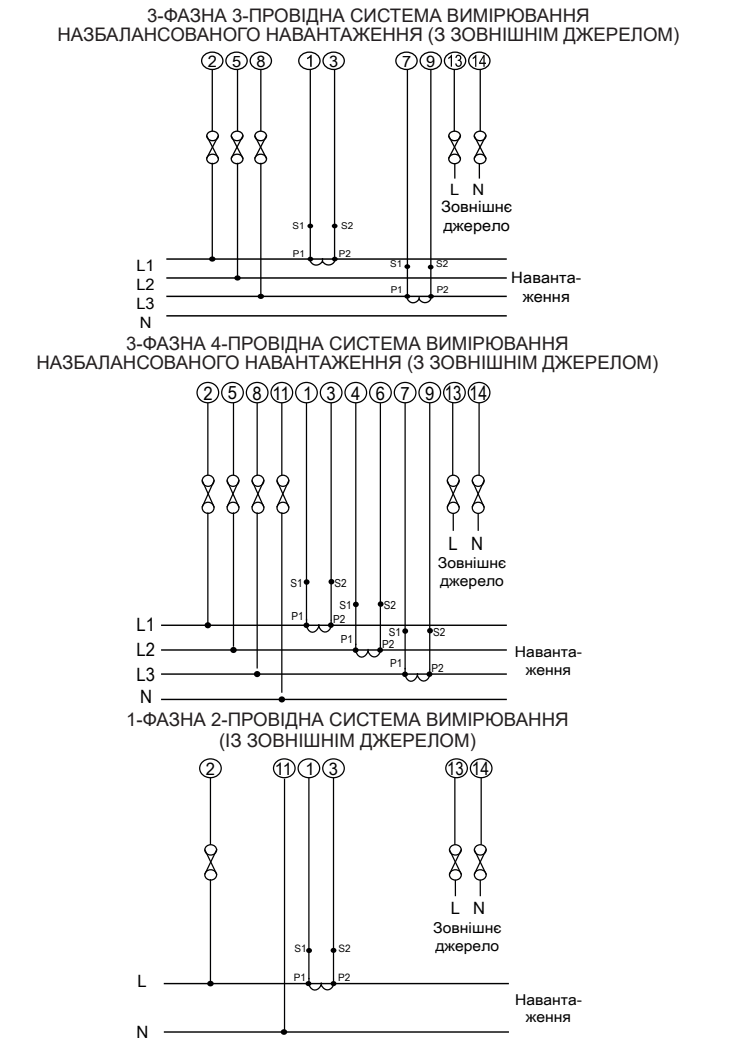 3-ФАЗНА 3-ПРОВІДНА СИСТЕМА ВИМІРЮВАННЯ
НАЗБАЛАНСОВАНОГО НАВАНТАЖЕННЯ (З ЗОВНІШНІМ ДЖЕРЕЛОМ)
2 5 8 1 3 7 9 13 14
L N
Зовнішнє
джерело
S1 S2
P1 P2
L1
S1 S2
L2
Наванта-
ження
P1 P2
L3
N
3-ФАЗНА 4-ПРОВІДНА СИСТЕМА ВИМІРЮВАННЯ
НАЗБАЛАНСОВАНОГО НАВАНТАЖЕННЯ (З ЗОВНІШНІМ ДЖЕРЕЛОМ)
2 5 8 11 1 3 4 6 7 9 13 14
L N
Зовнішнє
джерело
S1 S2
S1 S2
P1 P2
L1
S1 S2
P1 P2
L2
Наванта-
ження
P1 P2
L3
N
1-ФАЗНА 2-ПРОВІДНА СИСТЕМА ВИМІРЮВАННЯ
(ІЗ ЗОВНІШНІМ ДЖЕРЕЛОМ)
2 11 1 3 13 14
L N
Зовнішнє
джерело
S1 S2
P1 P2
L
Наванта-
ження
N